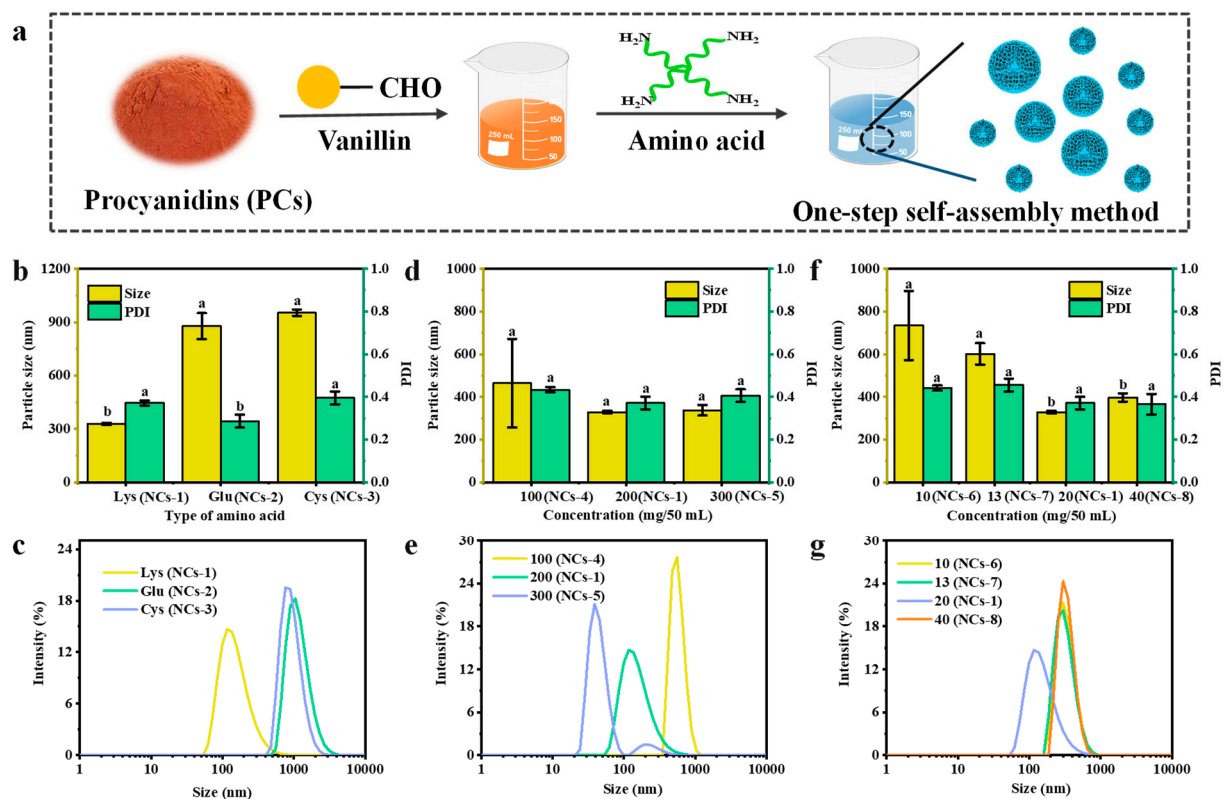 a
H₂N
NH₂
CHO
Vanillin
250 mL
150
100
50
H₂N
NH₂
Amino acid
250 mL
150
100
50
Procyanidins (PCs)
One-step self-assembly method
b
1200
900
600
300
0
Particle size (nm)
Size
PDI
b
a
a
b
a
a
1.0
0.8
0.6
0.4
0.2
0.0
PDI
Lys(NCs-1) Glu(NCs-2) Cys(NCs-3)
Type of amino acid
d
1000
800
600
400
200
0
Particle size (nm)
Size
PDI
a
a
a
a
a
a
1.0
0.8
0.6
0.4
0.2
0.0
PDI
100(NCs-4) 200(NCs-1) 300(NCs-5)
Concentration (mg/50 mL)
f
1000
800
600
400
200
0
Particle size (nm)
Size
PDI
a
a
a
a
b
a
b
a
1.0
0.8
0.6
0.4
0.2
0.0
PDI
10(NCs-6) 13(NCs-7) 20(NCs-1) 40(NCs-8)
Concentration (mg/50 mL)
c
24
18
12
6
0
Intensity (%)
Lys (NCs-1)
Glu (NCs-2)
Cys (NCs-3)
1 10 100 1000 10000
Size (nm)
e
30
24
18
12
6
0
Intensity (%)
100 (NCs-4)
200 (NCs-1)
300 (NCs-5)
1 10 100 1000 10000
Size (nm)
g
30
24
18
12
6
0
Intensity (%)
10 (NCs-6)
13 (NCs-7)
20 (NCs-1)
40 (NCs-8)
1 10 100 1000 10000
Size (nm)